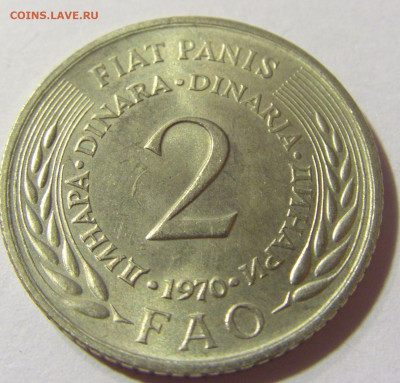 COINS.LAVE.RU
FIAT PANIS
ДИНАРА · DINARA · DINARJA · ДИНАРИ
2
· 1970 ·
FAO